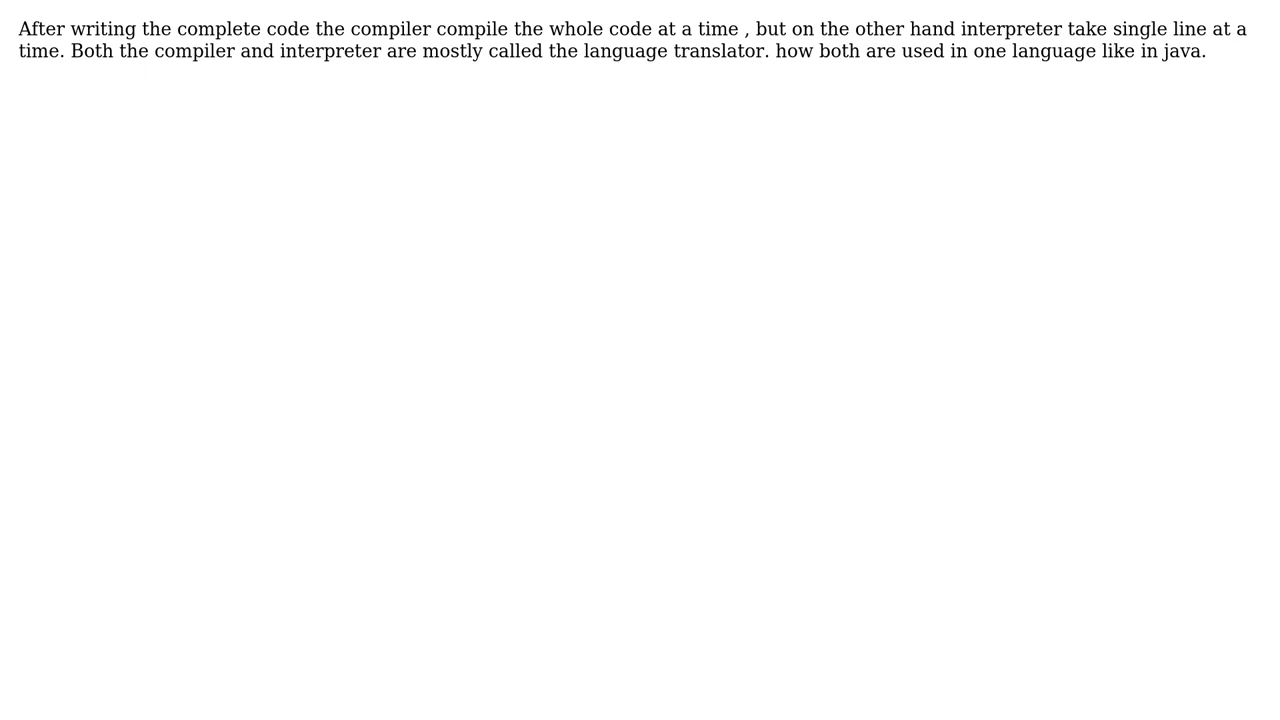 After writing the complete code the compiler compile the whole code at a time , but on the other hand interpreter take single line at a
time. Both the compiler and interpreter are mostly called the language translator. how both are used in one language like in java.